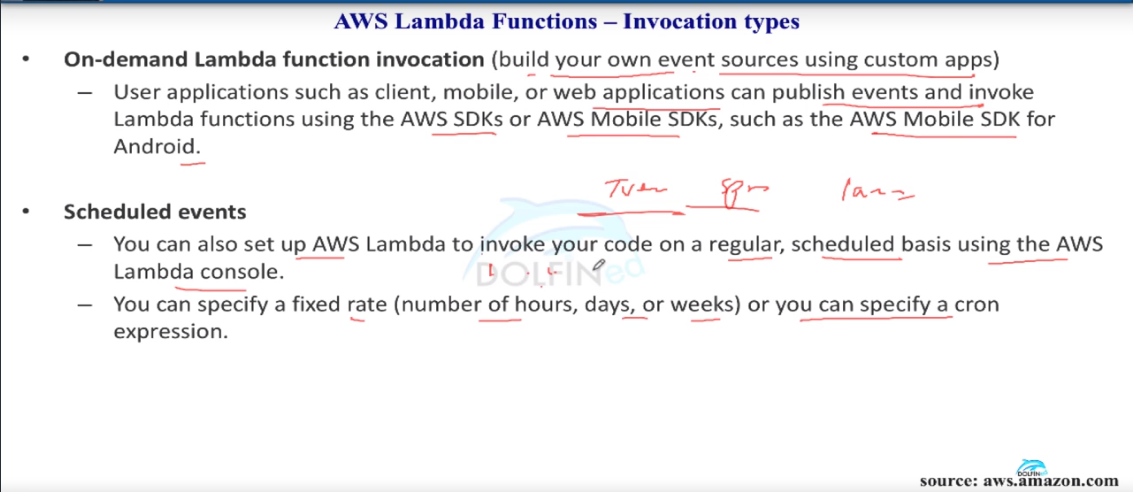 AWS Lambda Functions – Invocation types
• On-demand Lambda function invocation (build your own event sources using custom apps)
– User applications such as client, mobile, or web applications can publish events and invoke
Lambda functions using the AWS SDKs or AWS Mobile SDKs, such as the AWS Mobile SDK for
Android.
• Scheduled events
– You can also set up AWS Lambda to invoke your code on a regular, scheduled basis using the AWS
Lambda console.
DOLFINed
– You can specify a fixed rate (number of hours, days, or weeks) or you can specify a cron
expression.
DOLFINed
source: aws.amazon.com